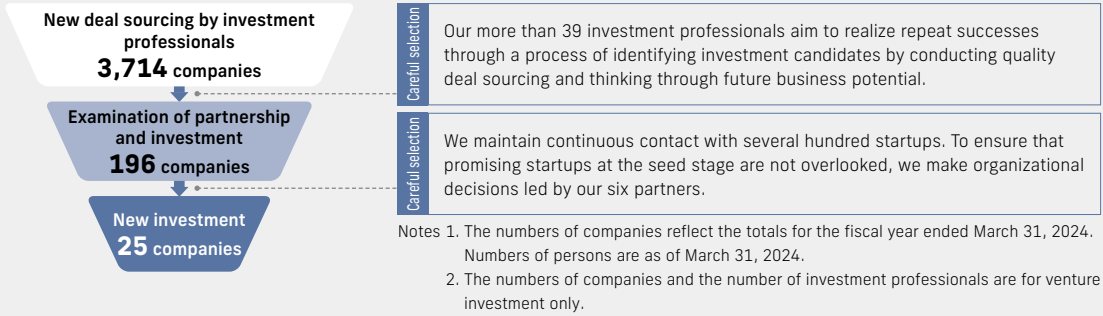 New deal sourcing by investment
professionals
3,714 companies
Careful selection
Our more than 39 investment professionals aim to realize repeat successes
through a process of identifying investment candidates by conducting quality
deal sourcing and thinking through future business potential.
Examination of partnership
and investment
196 companies
Careful selection
We maintain continuous contact with several hundred startups. To ensure that
promising startups at the seed stage are not overlooked, we make organizational
decisions led by our six partners.
New investment
25 companies
Notes 1. The numbers of companies reflect the totals for the fiscal year ended March 31, 2024.
Numbers of persons are as of March 31, 2024.
2. The numbers of companies and the number of investment professionals are for venture
investment only.